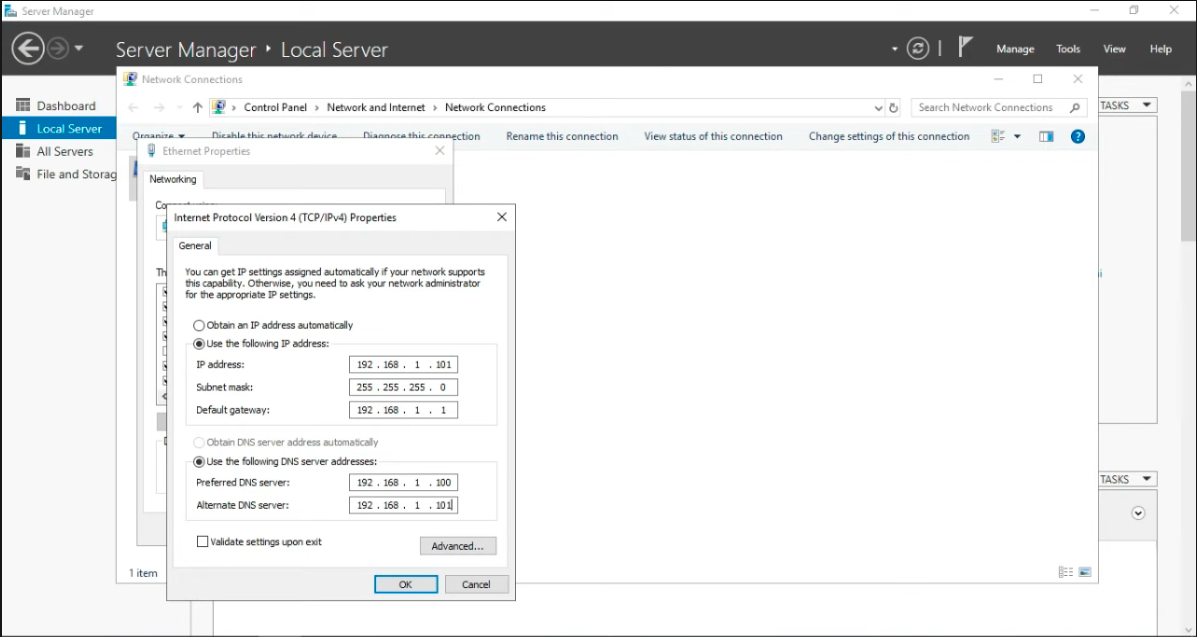 Server Manager
Server Manager • Local Server
Manage Tools View Help
Network Connections
Dashboard
Local Server
All Servers
File and Storag
Control Panel > Network and Internet > Network Connections
Search Network Connections
TASKS
Organize Disable this network device Diagnose this connection Rename this connection View status of this connection Change settings of this connection
Ethernet Properties
Networking
Internet Protocol Version 4 (TCP/IPv4) Properties
General
You can get IP settings assigned automatically if your network supports
this capability. Otherwise, you need to ask your network administrator
for the appropriate IP settings.
Obtain an IP address automatically
Use the following IP address:
IP address: 192 . 168 . 1 . 101
Subnet mask: 255 . 255 . 255 . 0
Default gateway: 192 . 168 . 1 . 1
Obtain DNS server address automatically
Use the following DNS server addresses:
Preferred DNS server: 192 . 168 . 1 . 100
Alternate DNS server: 192 . 168 . 1 . 101
Validate settings upon exit
Advanced...
OK Cancel
1 item
TASKS